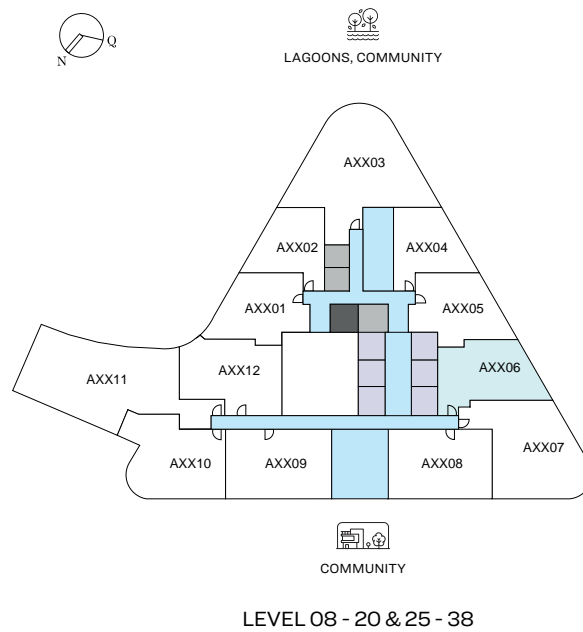 N
Q
LAGOONS, COMMUNITY
AXX03
AXX02
AXX04
AXX01
AXX05
AXX12
AXX06
AXX11
AXX07
AXX10
AXX09
AXX08
COMMUNITY
LEVEL 08 - 20 & 25 - 38